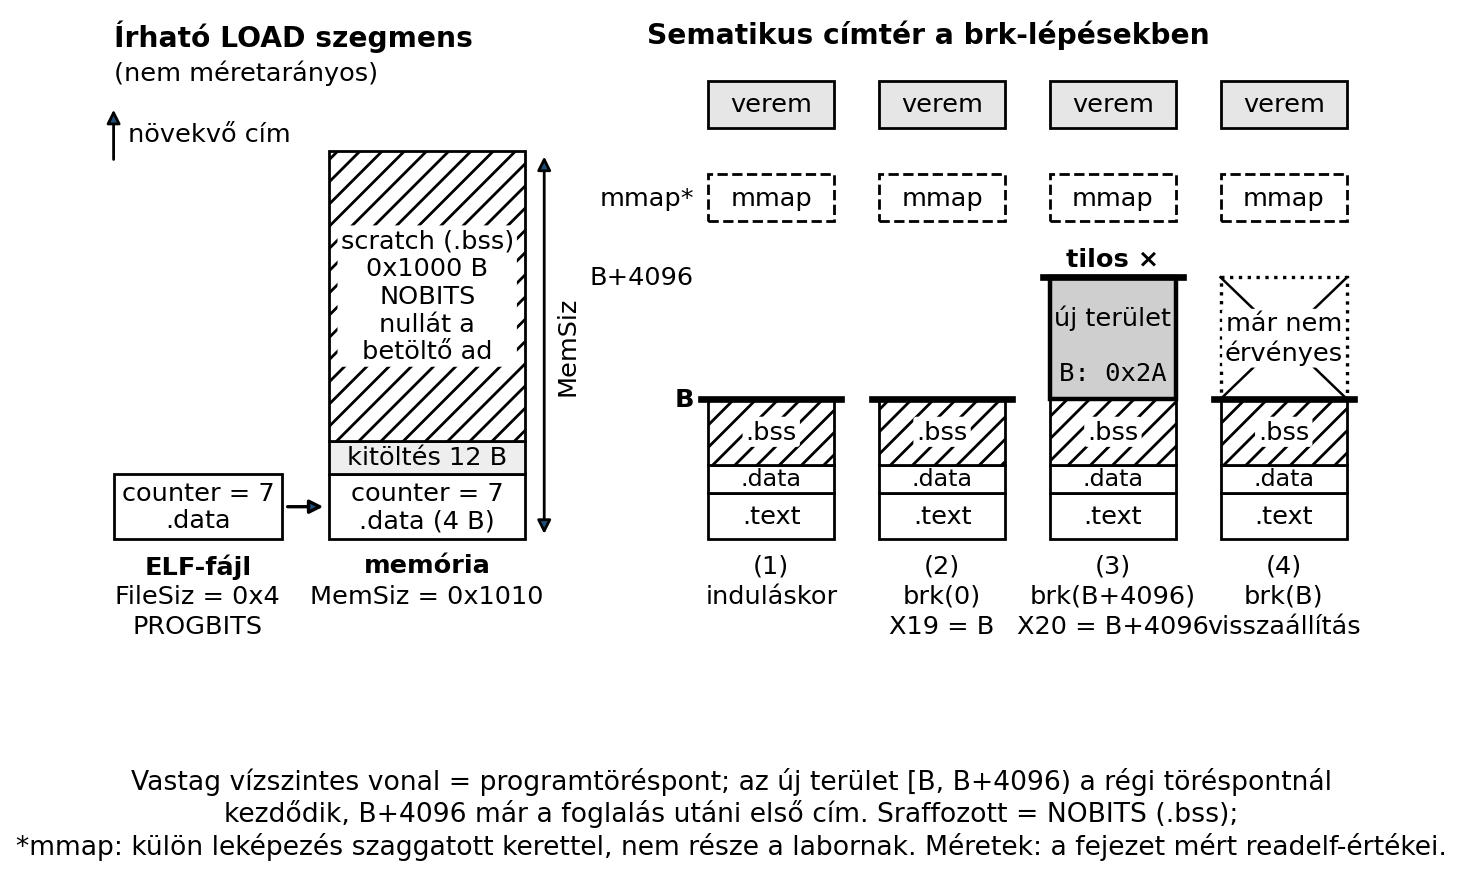 Írható LOAD szegmens
(nem méretarányos)
növekvő cím
scratch (.bss)
0x1000 B
NOBITS
nullát a
betöltő ad
kitöltés 12 B
counter = 7
.data (4 B)
counter = 7
.data
MemSiz
ELF-fájl
FileSiz = 0x4
PROGBITS
memória
MemSiz = 0x1010
Sematikus címtér a brk-lépésekben
verem verem verem verem
mmap* mmap mmap mmap mmap
tilos ×
B+4096
új terület
B: 0x2A
már nem
érvényes
B
.bss .bss .bss .bss
.data .data .data .data
.text .text .text .text
(1) (2) (3) (4)
induláskor brk(0) brk(B+4096) brk(B)
X19 = B X20 = B+4096 visszaállítás
Vastag vízszintes vonal = programtöréspont; az új terület [B, B+4096) a régi töréspontnál
kezdődik, B+4096 már a foglalás utáni első cím. Sraffozott = NOBITS (.bss);
*mmap: külön leképezés szaggatott kerettel, nem része a labornak. Méretek: a fejezet mért readelf-értékei.